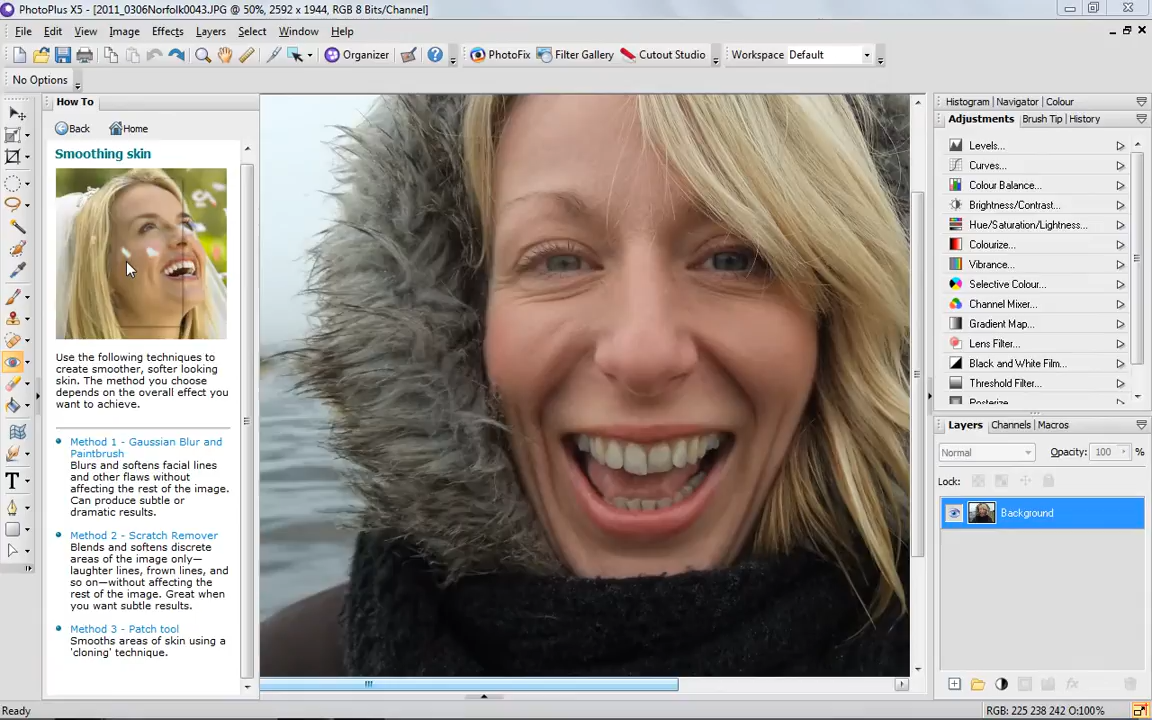 PhotoPlus X5 - [2011_0306Norfolk0043.JPG @ 50%, 2592 x 1944, RGB 8 Bits/Channel]
File Edit View Image Effects Layers Select Window Help
Organizer PhotoFix Filter Gallery Cutout Studio Workspace Default
No Options
How To
Back Home
Smoothing skin
Use the following techniques to
create smoother, softer looking
skin. The method you choose
depends on the overall effect you
want to achieve.
Method 1 - Gaussian Blur and
Paintbrush
Blurs and softens facial lines
and other flaws without
affecting the rest of the image.
Can produce subtle or
dramatic results.
Method 2 - Scratch Remover
Blends and softens discrete
areas of the image only—
laughter lines, frown lines, and
so on—without affecting the
rest of the image. Great when
you want subtle results.
Method 3 - Patch tool
Smooths areas of skin using a
'cloning' technique.
Histogram Navigator Colour
Adjustments Brush Tip History
Levels...
Curves...
Colour Balance...
Brightness/Contrast...
Hue/Saturation/Lightness...
Colourize...
Vibrance...
Selective Colour...
Channel Mixer...
Gradient Map...
Lens Filter...
Black and White Film...
Threshold Filter...
Posterize
Layers Channels Macros
Normal Opacity: 100 %
Lock:
Background
Ready
RGB: 225 238 242 O:100%